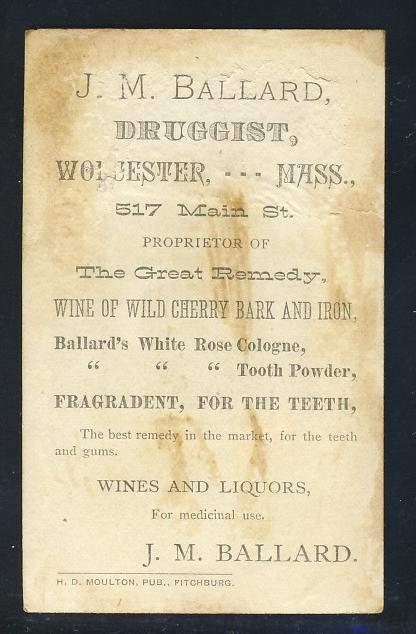 J. M. BALLARD,
DRUGGIST,
WORCESTER, --- MASS.,
517 Main St.
PROPRIETOR OF
The Great Remedy,
WINE OF WILD CHERRY BARK AND IRON,
Ballard's White Rose Cologne,
“ “ “ Tooth Powder,
FRAGRADENT, FOR THE TEETH,
The best remedy in the market, for the teeth
and gums.
WINES AND LIQUORS,
For medicinal use.
J. M. BALLARD.
H. D. MOULTON, PUB., FITCHBURG.